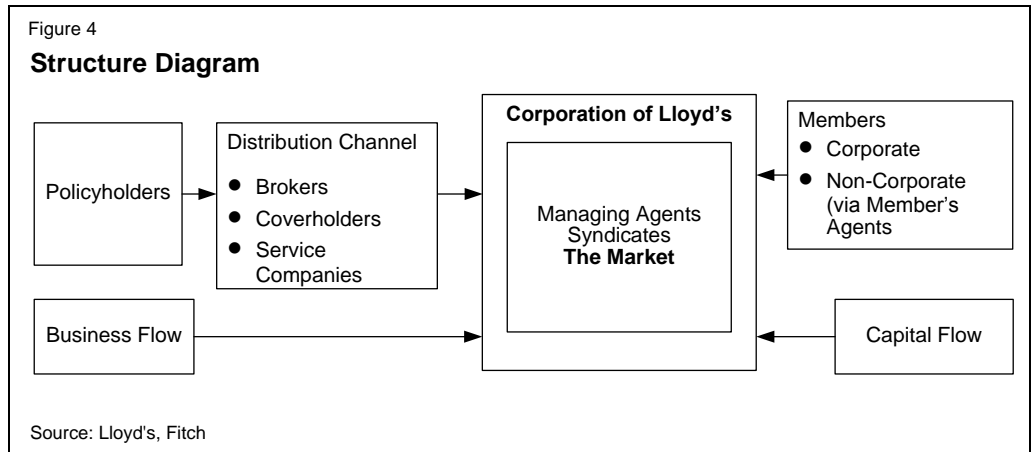 Figure 4
Structure Diagram
Policyholders
Distribution Channel
● Brokers
● Coverholders
● Service
Companies
Corporation of Lloyd's
Managing Agents
Syndicates
The Market
Members
● Corporate
● Non-Corporate
(via Member's
Agents
Business Flow
Capital Flow
Source: Lloyd's, Fitch